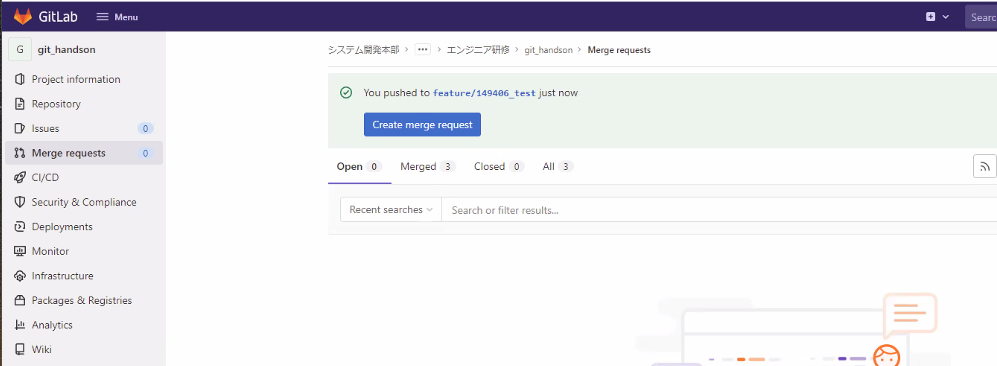 GitLab
Menu
Searc
G
git_handson
システム開発本部 > ... > エンジニア研修 > git_handson > Merge requests
Project information
Repository
Issues 0
Merge requests 0
CI/CD
Security & Compliance
Deployments
Monitor
Infrastructure
Packages & Registries
Analytics
Wiki
You pushed to feature/149406_test just now
Create merge request
Open 0 Merged 3 Closed 0 All 3
Recent searches
Search or filter results...